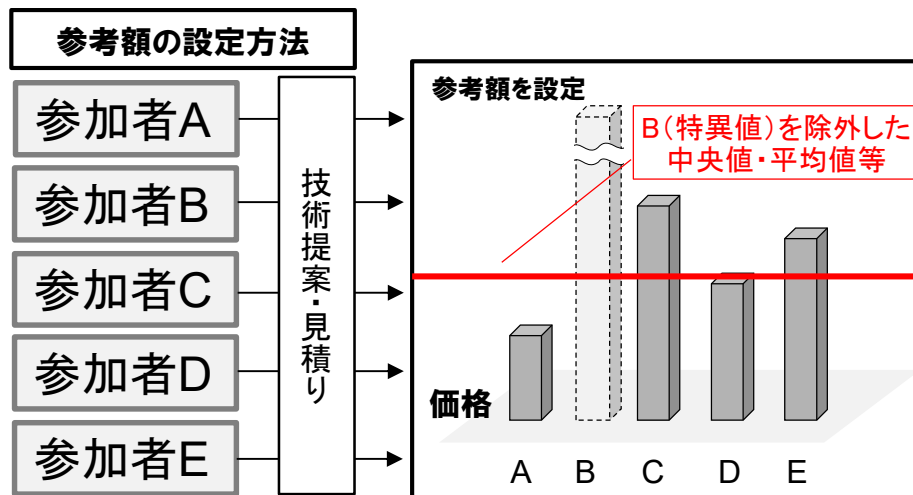 参考額の設定方法
参加者A
参加者B
参加者C
参加者D
参加者E
技術提案・見積り
参考額を設定
B（特異値）を除外した
中央値・平均値等
価格
A B C D E